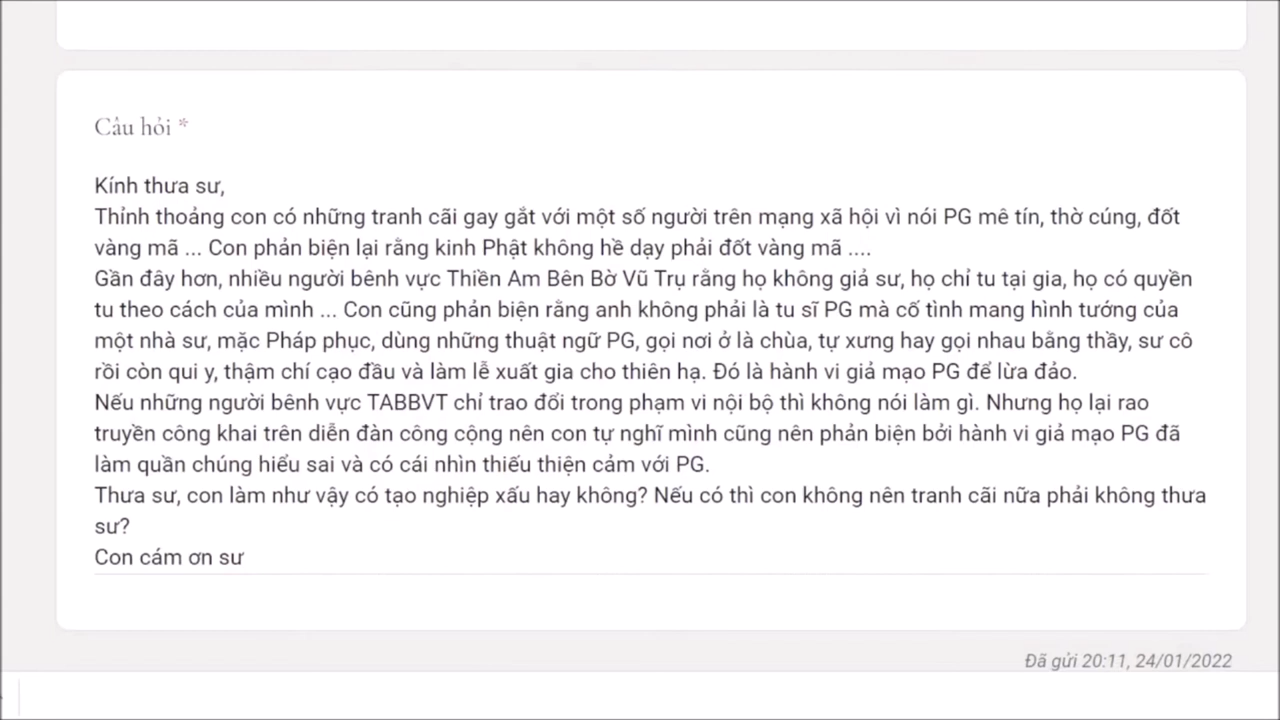 Câu hỏi *
Kính thưa sư,
Thỉnh thoảng con có những tranh cãi gay gắt với một số người trên mạng xã hội vì nói PG mê tín, thờ cúng, đốt
vàng mã ... Con phản biện lại rằng kinh Phật không hề dạy phải đốt vàng mã ....
Gần đây hơn, nhiều người bênh vực Thiền Am Bên Bờ Vũ Trụ rằng họ không giả sư, họ chỉ tu tại gia, họ có quyền
tu theo cách của mình ... Con cũng phản biện rằng anh không phải là tu sĩ PG mà cố tình mang hình tướng của
một nhà sư, mặc Pháp phục, dùng những thuật ngữ PG, gọi nơi ở là chùa, tự xưng hay gọi nhau bằng thầy, sư cô
rồi còn qui y, thậm chí cạo đầu và làm lễ xuất gia cho thiên hạ. Đó là hành vi giả mạo PG để lừa đảo.
Nếu những người bênh vực TABBVT chỉ trao đổi trong phạm vi nội bộ thì không nói làm gì. Nhưng họ lại rao
truyền công khai trên diễn đàn công cộng nên con tự nghĩ mình cũng nên phản biện bởi hành vi giả mạo PG đã
làm quần chúng hiểu sai và có cái nhìn thiếu thiện cảm với PG.
Thưa sư, con làm như vậy có tạo nghiệp xấu hay không? Nếu có thì con không nên tranh cãi nữa phải không thưa
sư?
Con cám ơn sư
Đã gửi 20:11, 24/01/2022